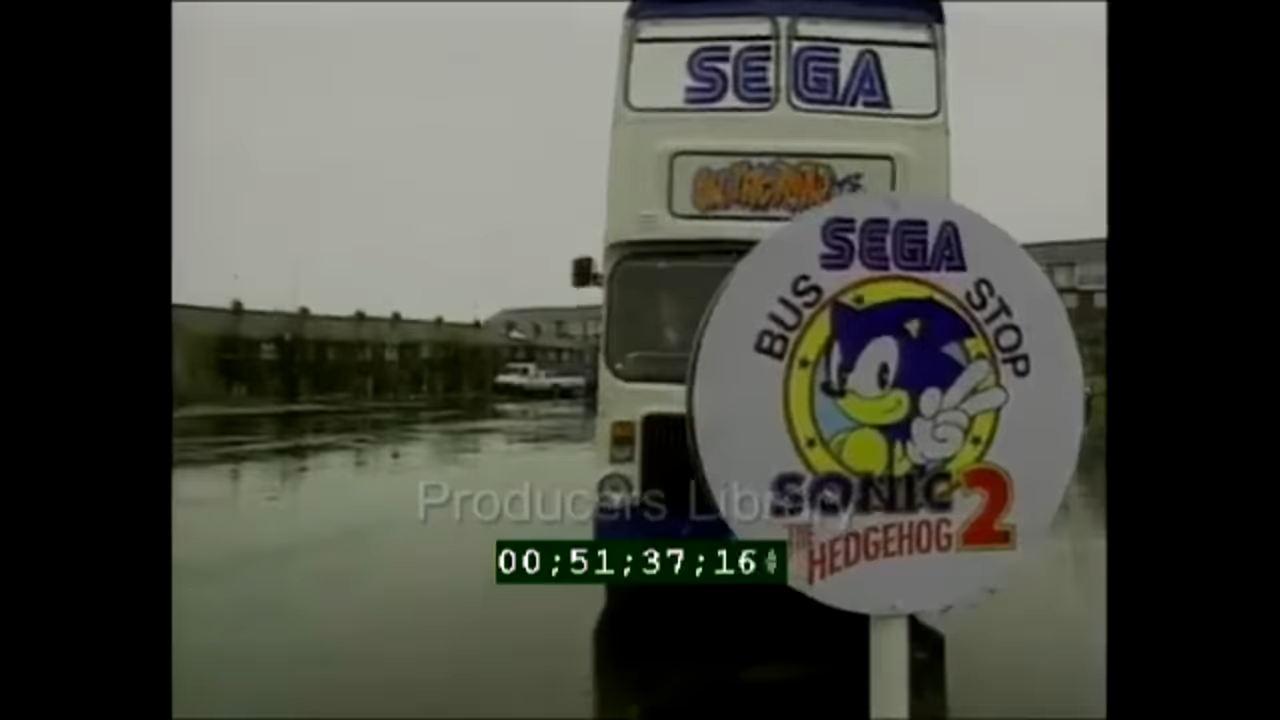 SEGA
SEGA
BUS STOP
SONIC 2
THE HEDGEHOG
Producers Library
00;51;37;16